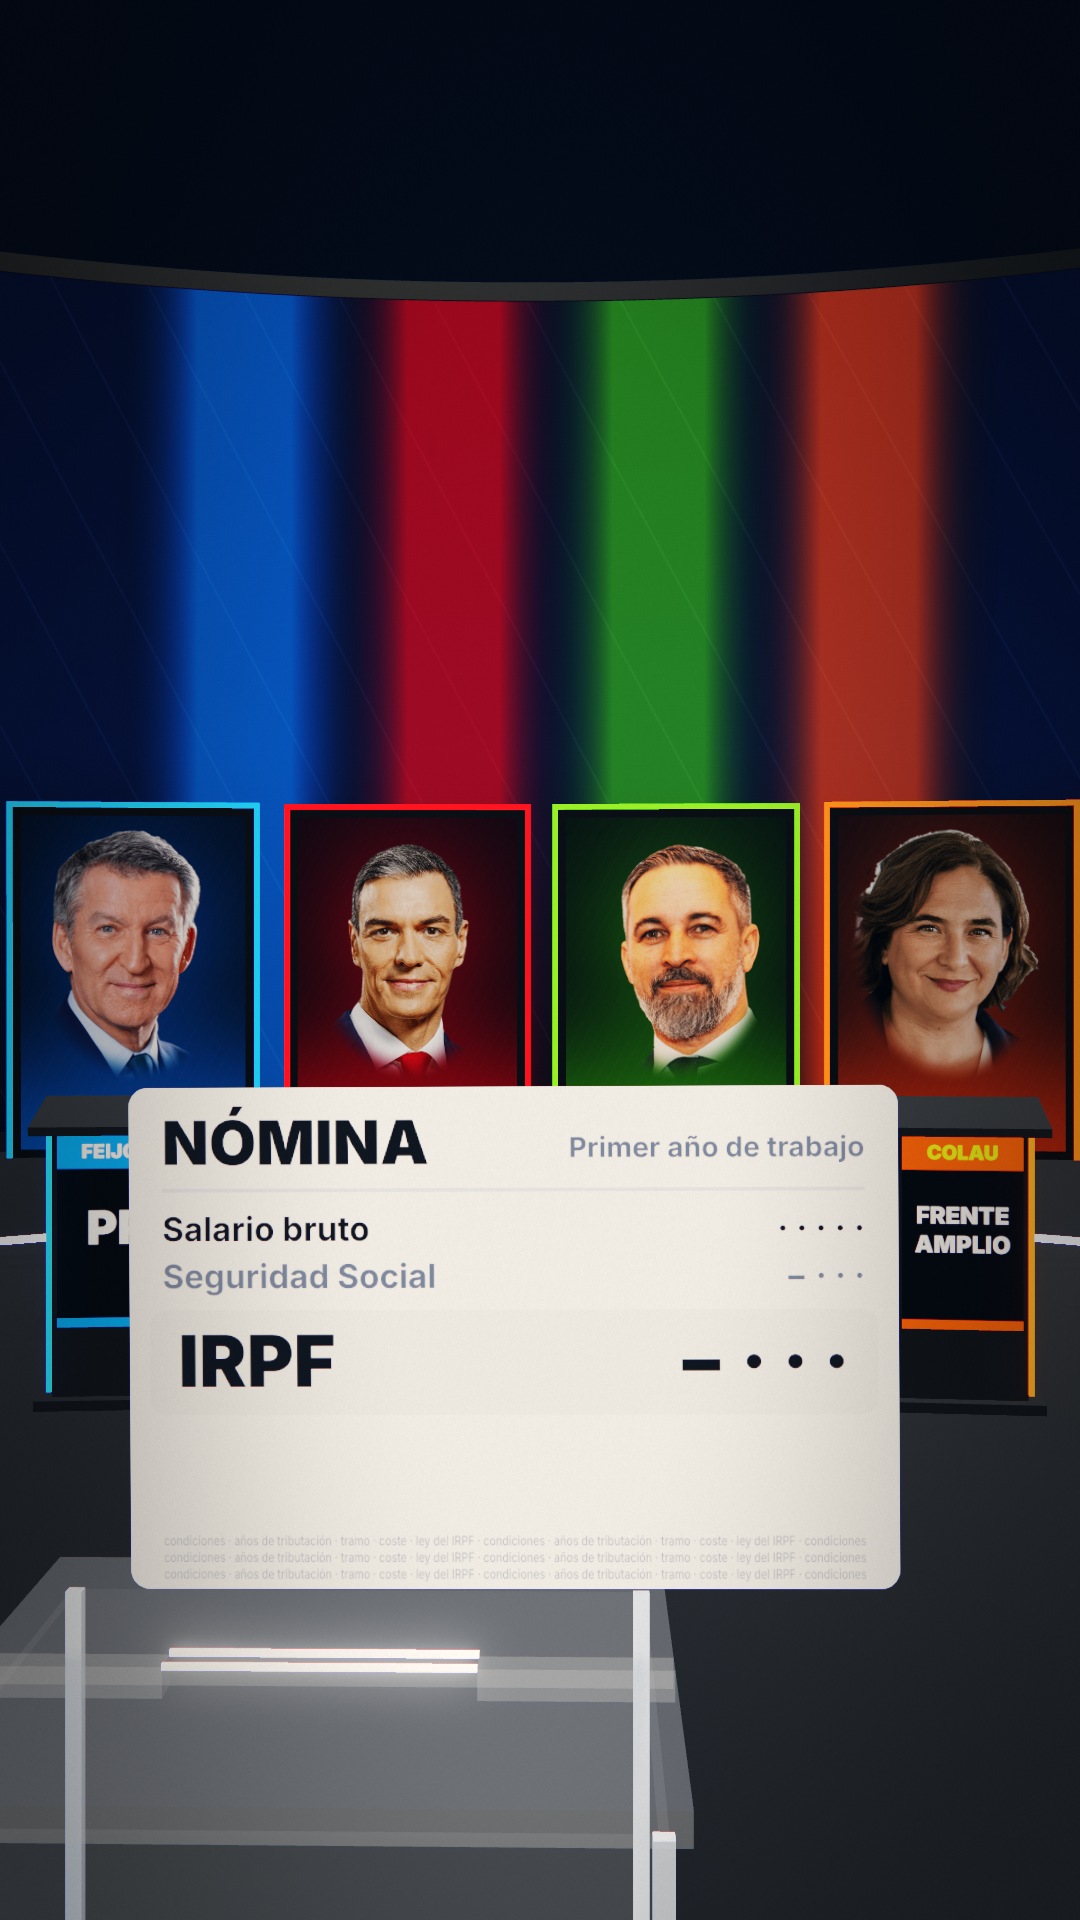 NÓMINA
Primer año de trabajo
Salario bruto
· · · · ·
Seguridad Social
– · · ·
IRPF
– • • •
condiciones · años de tributación · tramo · coste · ley del IRPF · condiciones · años de tributación · tramo · coste · ley del IRPF · condiciones
condiciones · años de tributación · tramo · coste · ley del IRPF · condiciones · años de tributación · tramo · coste · ley del IRPF · condiciones
condiciones · años de tributación · tramo · coste · ley del IRPF · condiciones · años de tributación · tramo · coste · ley del IRPF · condiciones
COLAU
FRENTE
AMPLIO